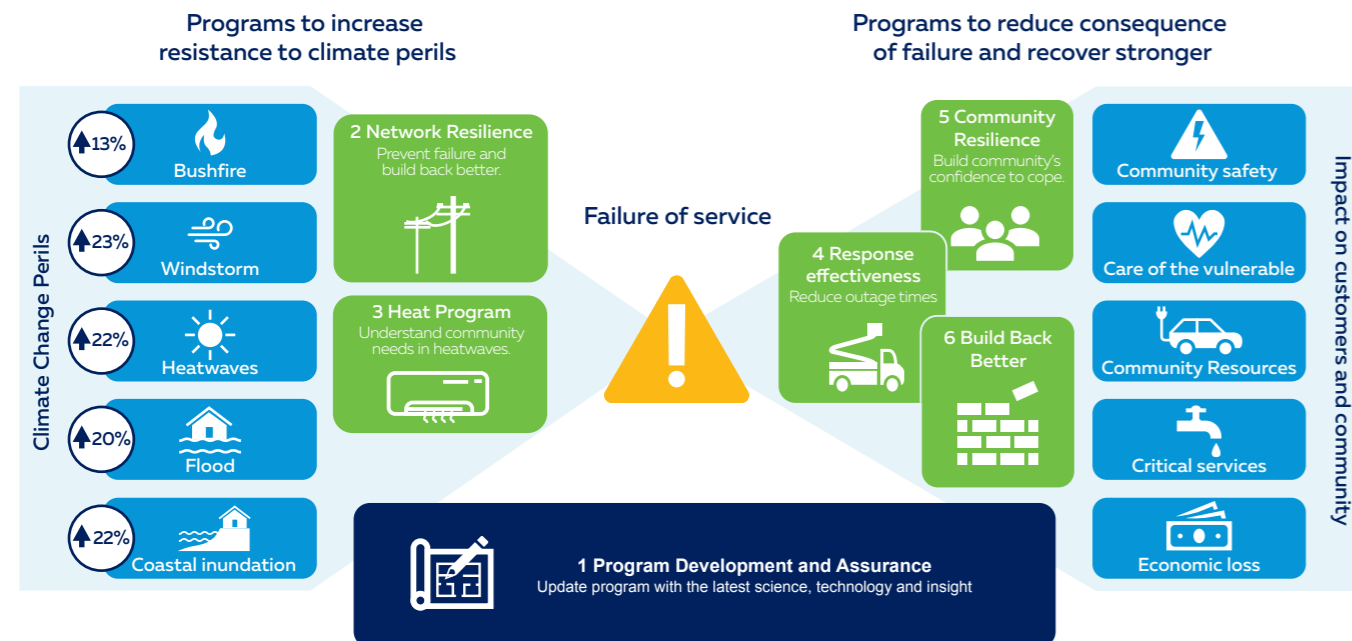 Programs to increase
resistance to climate perils
Programs to reduce consequence
of failure and recover stronger
Climate Change Perils
13%
Bushfire
23%
Windstorm
22%
Heatwaves
20%
Flood
22%
Coastal inundation
2 Network Resilience
Prevent failure and
build back better.
3 Heat Program
Understand community
needs in heatwaves.
Failure of service
5 Community
Resilience
Build community's
confidence to cope.
4 Response
effectiveness
Reduce outage times
6 Build Back
Better
Community safety
Care of the vulnerable
Community Resources
Critical services
Economic loss
Impact on customers and community
1 Program Development and Assurance
Update program with the latest science, technology and insight